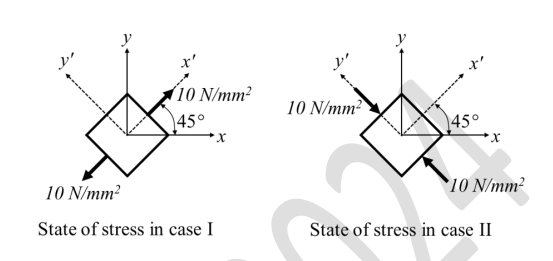 y
y'
x'
10 N/mm²
45°
x
10 N/mm²
State of stress in case I
y
y'
x'
10 N/mm²
45°
x
10 N/mm²
State of stress in case II
2024